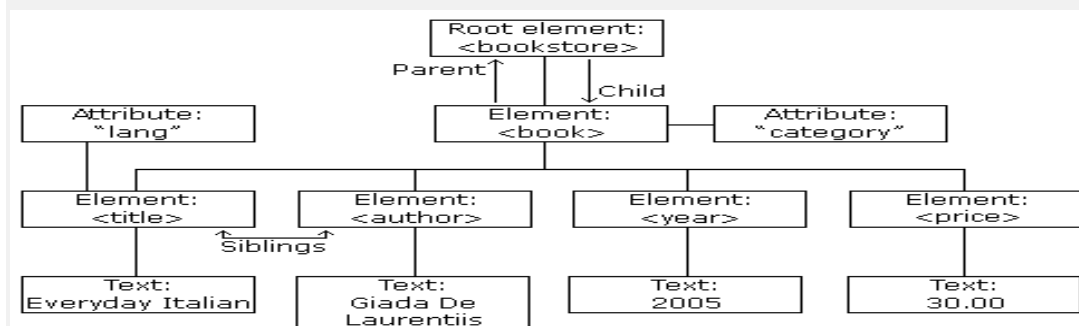 Root element:
<bookstore>
Parent
Child
Attribute:
"lang"
Element:
<book>
Attribute:
"category"
Element:
<title>
Element:
<author>
Element:
<year>
Element:
<price>
Siblings
Text:
Everyday Italian
Text:
Giada De
Laurentiis
Text:
2005
Text:
30.00